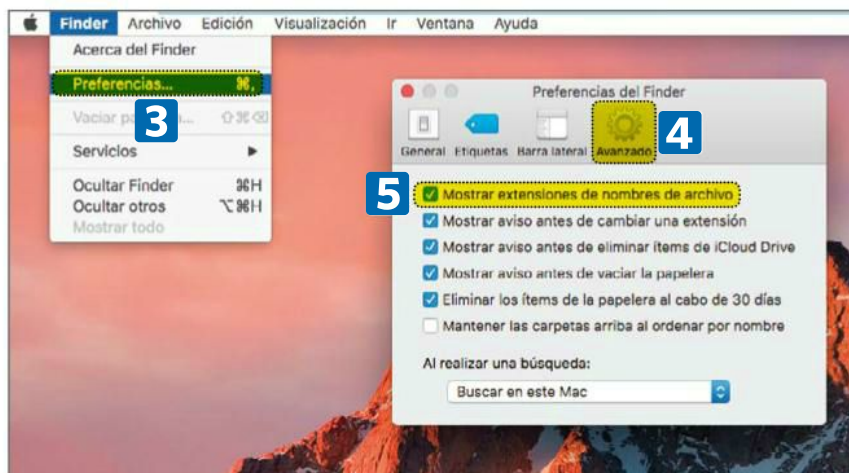 Finder Archivo Edición Visualización Ir Ventana Ayuda
Acerca del Finder
Preferencias... ⌘,
3
Vaciar ⇧⌘⌫
Servicios ▶
Ocultar Finder ⌘H
Ocultar otros ⌥⌘H
Mostrar todo
Preferencias del Finder
General Etiquetas Barra lateral Avanzado
4
5
Mostrar extensiones de nombres de archivo
Mostrar aviso antes de cambiar una extensión
Mostrar aviso antes de eliminar ítems de iCloud Drive
Mostrar aviso antes de vaciar la papelera
Eliminar los ítems de la papelera al cabo de 30 días
Mantener las carpetas arriba al ordenar por nombre
Al realizar una búsqueda:
Buscar en este Mac